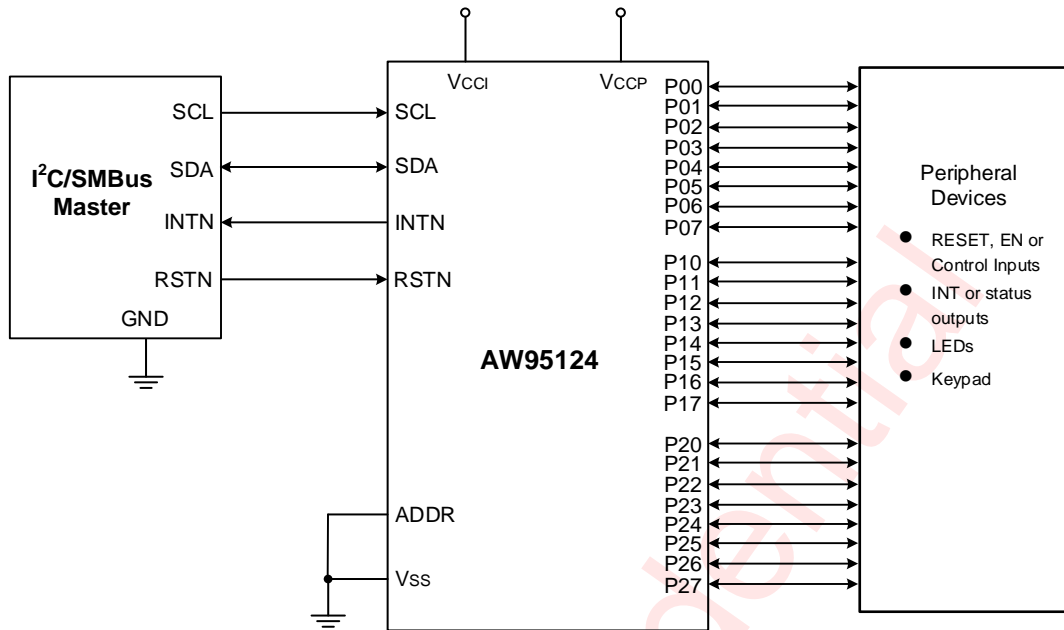 VCCI
VCCP
I²C/SMBus
Master
SCL
SDA
INTN
RSTN
GND
SCL
SDA
INTN
RSTN
ADDR
VSS
AW95124
P00
P01
P02
P03
P04
P05
P06
P07
P10
P11
P12
P13
P14
P15
P16
P17
P20
P21
P22
P23
P24
P25
P26
P27
Peripheral
Devices
● RESET, EN or
Control Inputs
● INT or status
outputs
● LEDs
● Keypad
dential